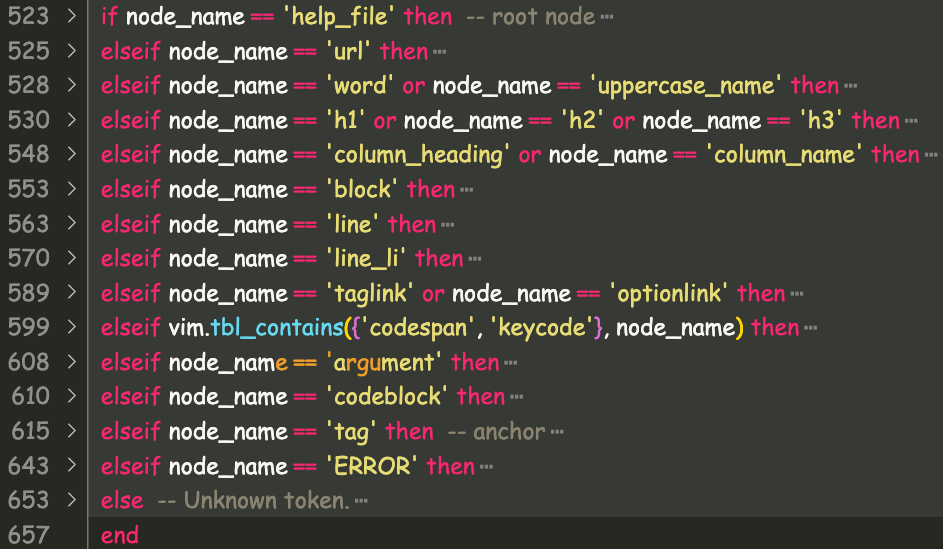 523 > if node_name == 'help_file' then -- root node ···
525 > elseif node_name == 'url' then ···
528 > elseif node_name == 'word' or node_name == 'uppercase_name' then ···
530 > elseif node_name == 'h1' or node_name == 'h2' or node_name == 'h3' then ···
548 > elseif node_name == 'column_heading' or node_name == 'column_name' then ···
553 > elseif node_name == 'block' then ···
563 > elseif node_name == 'line' then ···
570 > elseif node_name == 'line_li' then ···
589 > elseif node_name == 'taglink' or node_name == 'optionlink' then ···
599 > elseif vim.tbl_contains({'codespan', 'keycode'}, node_name) then ···
608 > elseif node_name == 'argument' then ···
610 > elseif node_name == 'codeblock' then ···
615 > elseif node_name == 'tag' then -- anchor ···
643 > elseif node_name == 'ERROR' then ···
653 > else -- Unknown token. ···
657 end